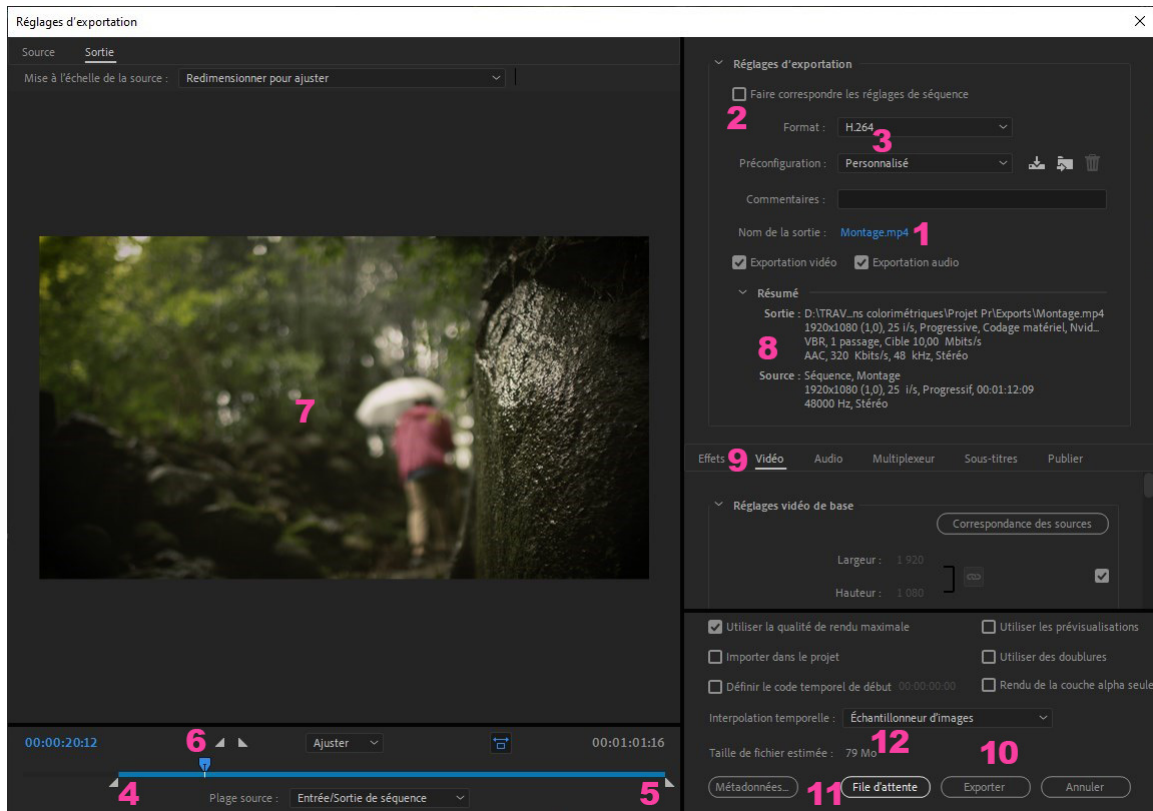 Réglages d'exportation
Source Sortie
Mise à l'échelle de la source : Redimensionner pour ajuster
7
00:00:20:12 6 Ajuster 00:01:01:16
4 5
Plage source : Entrée/Sortie de séquence
Réglages d'exportation
Faire correspondre les réglages de séquence
2
Format : H.264
3
Préconfiguration : Personnalisé
Commentaires :
Nom de la sortie : Montage.mp4 1
Exportation vidéo Exportation audio
Résumé
Sortie : D:\TRAV...ns colorimétriques\Projet Pr\Exports\Montage.mp4
1920x1080 (1,0), 25 i/s, Progressive, Codage matériel, Nvid...
VBR, 1 passage, Cible 10,00 Mbits/s
8
AAC, 320 Kbits/s, 48 kHz, Stéréo
Source : Séquence, Montage
1920x1080 (1,0), 25 i/s, Progressif, 00:01:12:09
48000 Hz, Stéréo
Effets 9 Vidéo Audio Multiplexeur Sous-titres Publier
Réglages vidéo de base
Correspondance des sources
Largeur : 1 920
Hauteur : 1 080
Utiliser la qualité de rendu maximale Utiliser les prévisualisations
Importer dans le projet Utiliser des doublures
Définir le code temporel de début 00:00:00:00 Rendu de la couche alpha seule
Interpolation temporelle : Échantillonneur d'images
Taille de fichier estimée : 79 Mo 12 10
Métadonnées... 11 File d'attente Exporter Annuler